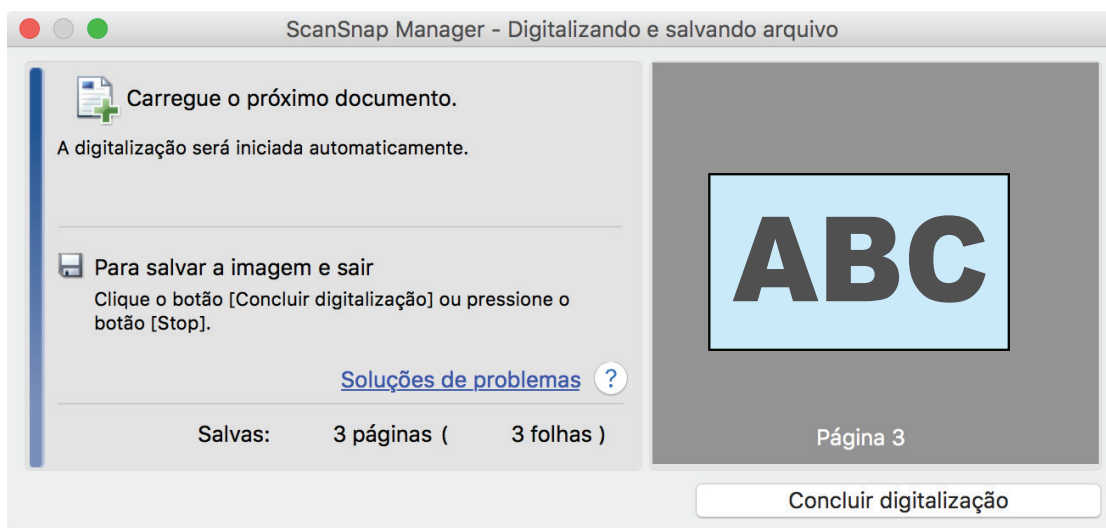 ScanSnap Manager - Digitalizando e salvando arquivo
Carregue o próximo documento.
A digitalização será iniciada automaticamente.
Para salvar a imagem e sair
Clique o botão [Concluir digitalização] ou pressione o
botão [Stop].
Soluções de problemas ?
Salvas: 3 páginas ( 3 folhas )
ABC
Página 3
Concluir digitalização